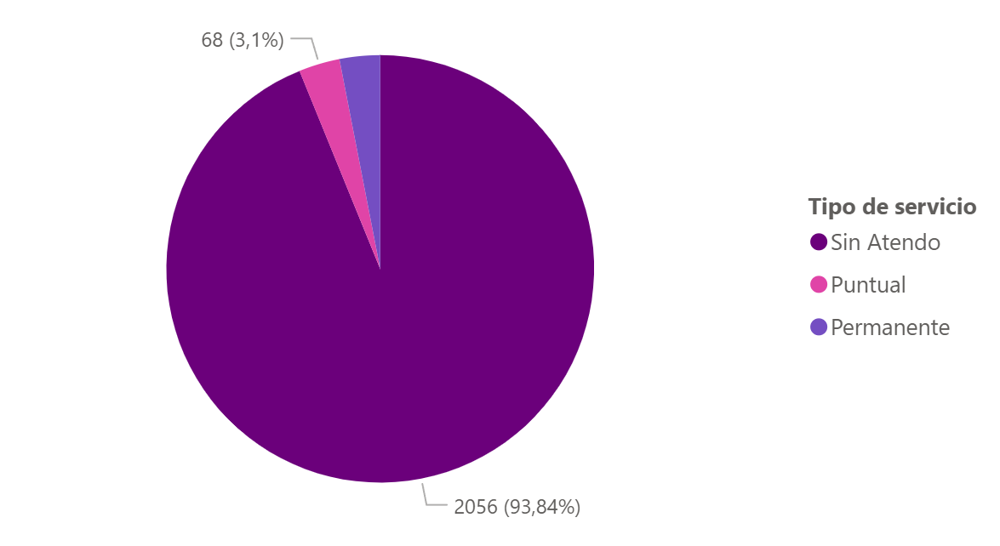 68 (3,1%)
2056 (93,84%)
Tipo de servicio
Sin Atendo
Puntual
Permanente